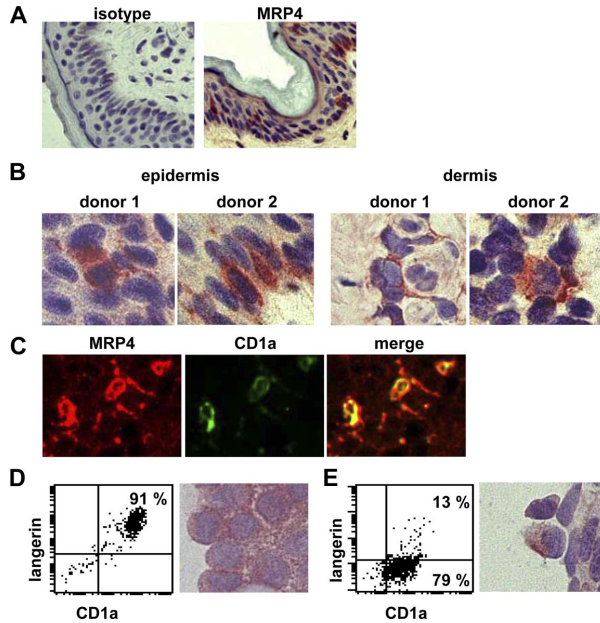 A
isotype MRP4
B
epidermis dermis
donor 1 donor 2 donor 1 donor 2
C
MRP4 CD1a merge
D E
91 % 13 %
langerin langerin
79 %
CD1a CD1a